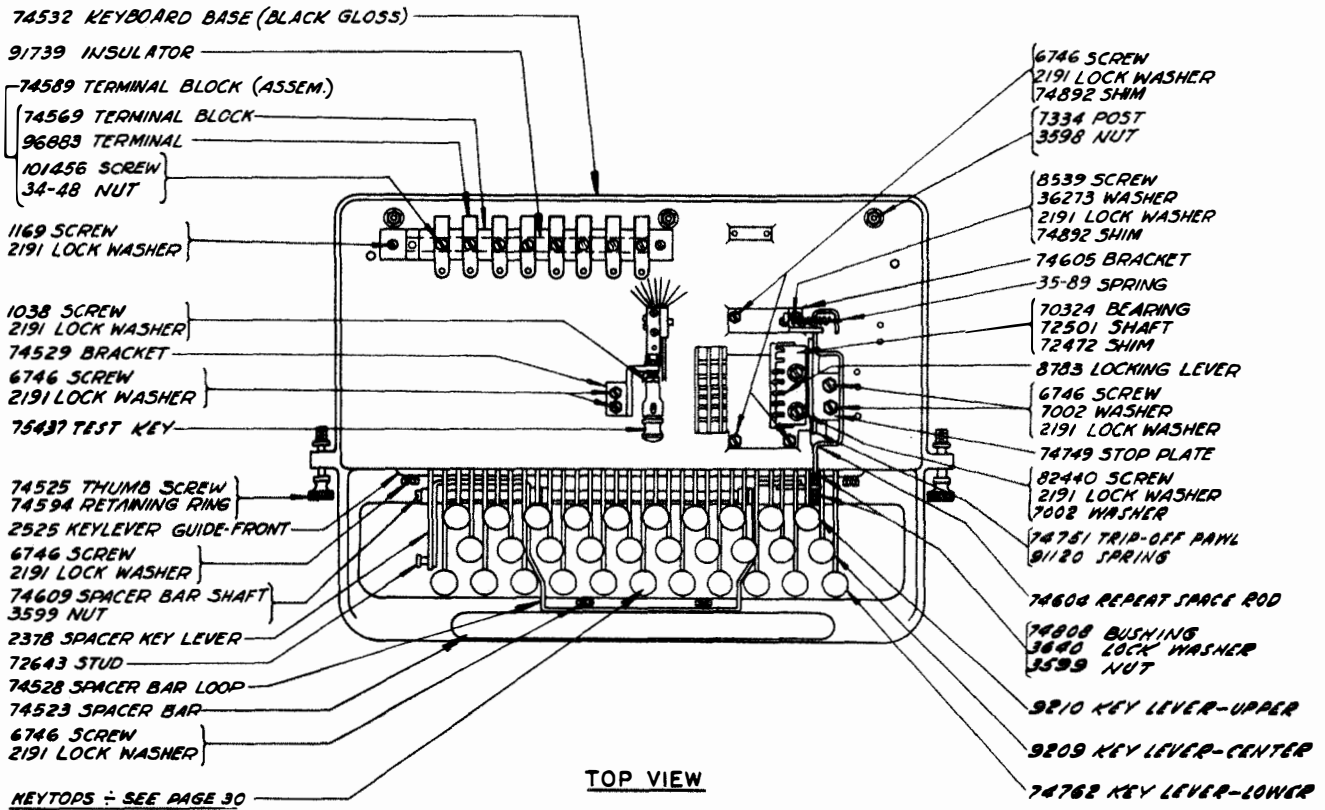 74532 KEYBOARD BASE (BLACK GLOSS)
91739 INSULATOR
74589 TERMINAL BLOCK (ASSEM.)
74569 TERMINAL BLOCK
96883 TERMINAL
101456 SCREW
34-48 NUT
1169 SCREW
2191 LOCK WASHER
1038 SCREW
2191 LOCK WASHER
74529 BRACKET
6746 SCREW
2191 LOCK WASHER
75437 TEST KEY
74525 THUMB SCREW
74594 RETAINING RING
2525 KEYLEVER GUIDE-FRONT
6746 SCREW
2191 LOCK WASHER
74609 SPACER BAR SHAFT
3599 NUT
2378 SPACER KEY LEVER
72643 STUD
74528 SPACER BAR LOOP
74523 SPACER BAR
6746 SCREW
2191 LOCK WASHER
KEYTOPS ÷ SEE PAGE 30
TOP VIEW
6746 SCREW
2191 LOCK WASHER
74892 SHIM
7334 POST
3598 NUT
8539 SCREW
36273 WASHER
2191 LOCK WASHER
74892 SHIM
74605 BRACKET
35-89 SPRING
70324 BEARING
72501 SHAFT
72472 SHIM
8783 LOCKING LEVER
6746 SCREW
7002 WASHER
2191 LOCK WASHER
74749 STOP PLATE
82440 SCREW
2191 LOCK WASHER
7002 WASHER
74751 TRIP-OFF PAWL
91120 SPRING
74604 REPEAT SPACE ROD
74808 BUSHING
3640 LOCK WASHER
3599 NUT
9210 KEY LEVER-UPPER
9209 KEY LEVER-CENTER
74762 KEY LEVER-LOWER